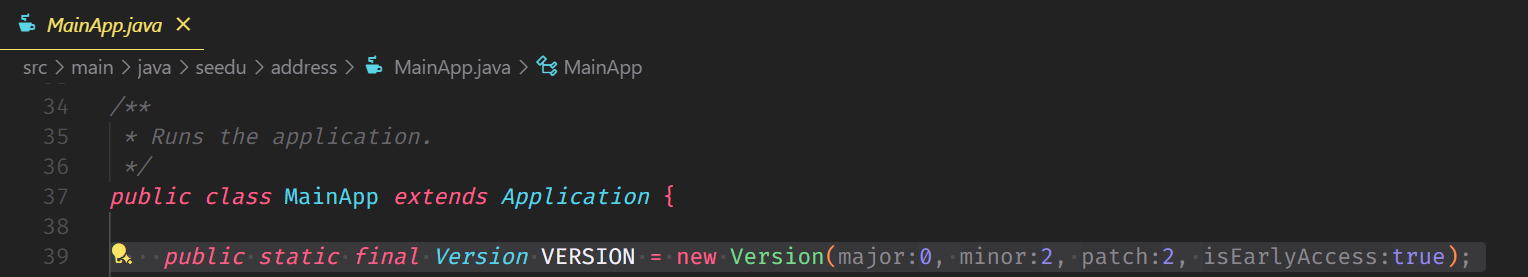 MainApp.java
src > main > java > seedu > address > MainApp.java > MainApp
34 /**
35 * Runs the application.
36 */
37 public class MainApp extends Application {
38
39 public static final Version VERSION = new Version(major:0, minor:2, patch:2, isEarlyAccess:true);